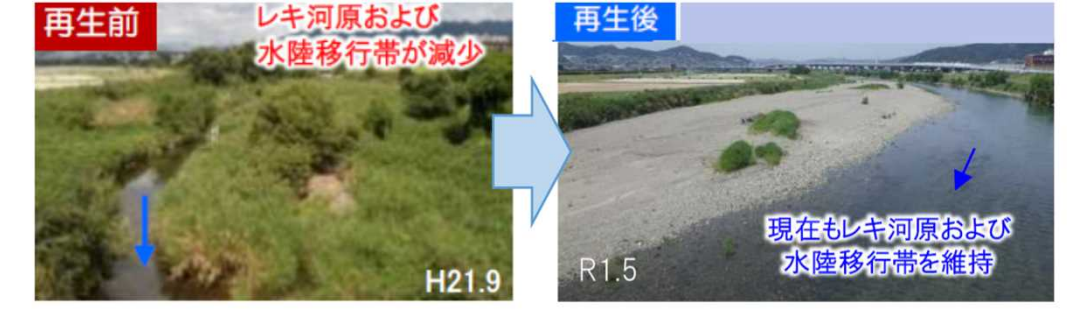 再生前
レキ河原および
水陸移行帯が減少
H21.9
再生後
現在もレキ河原および
水陸移行帯を維持
R1.5